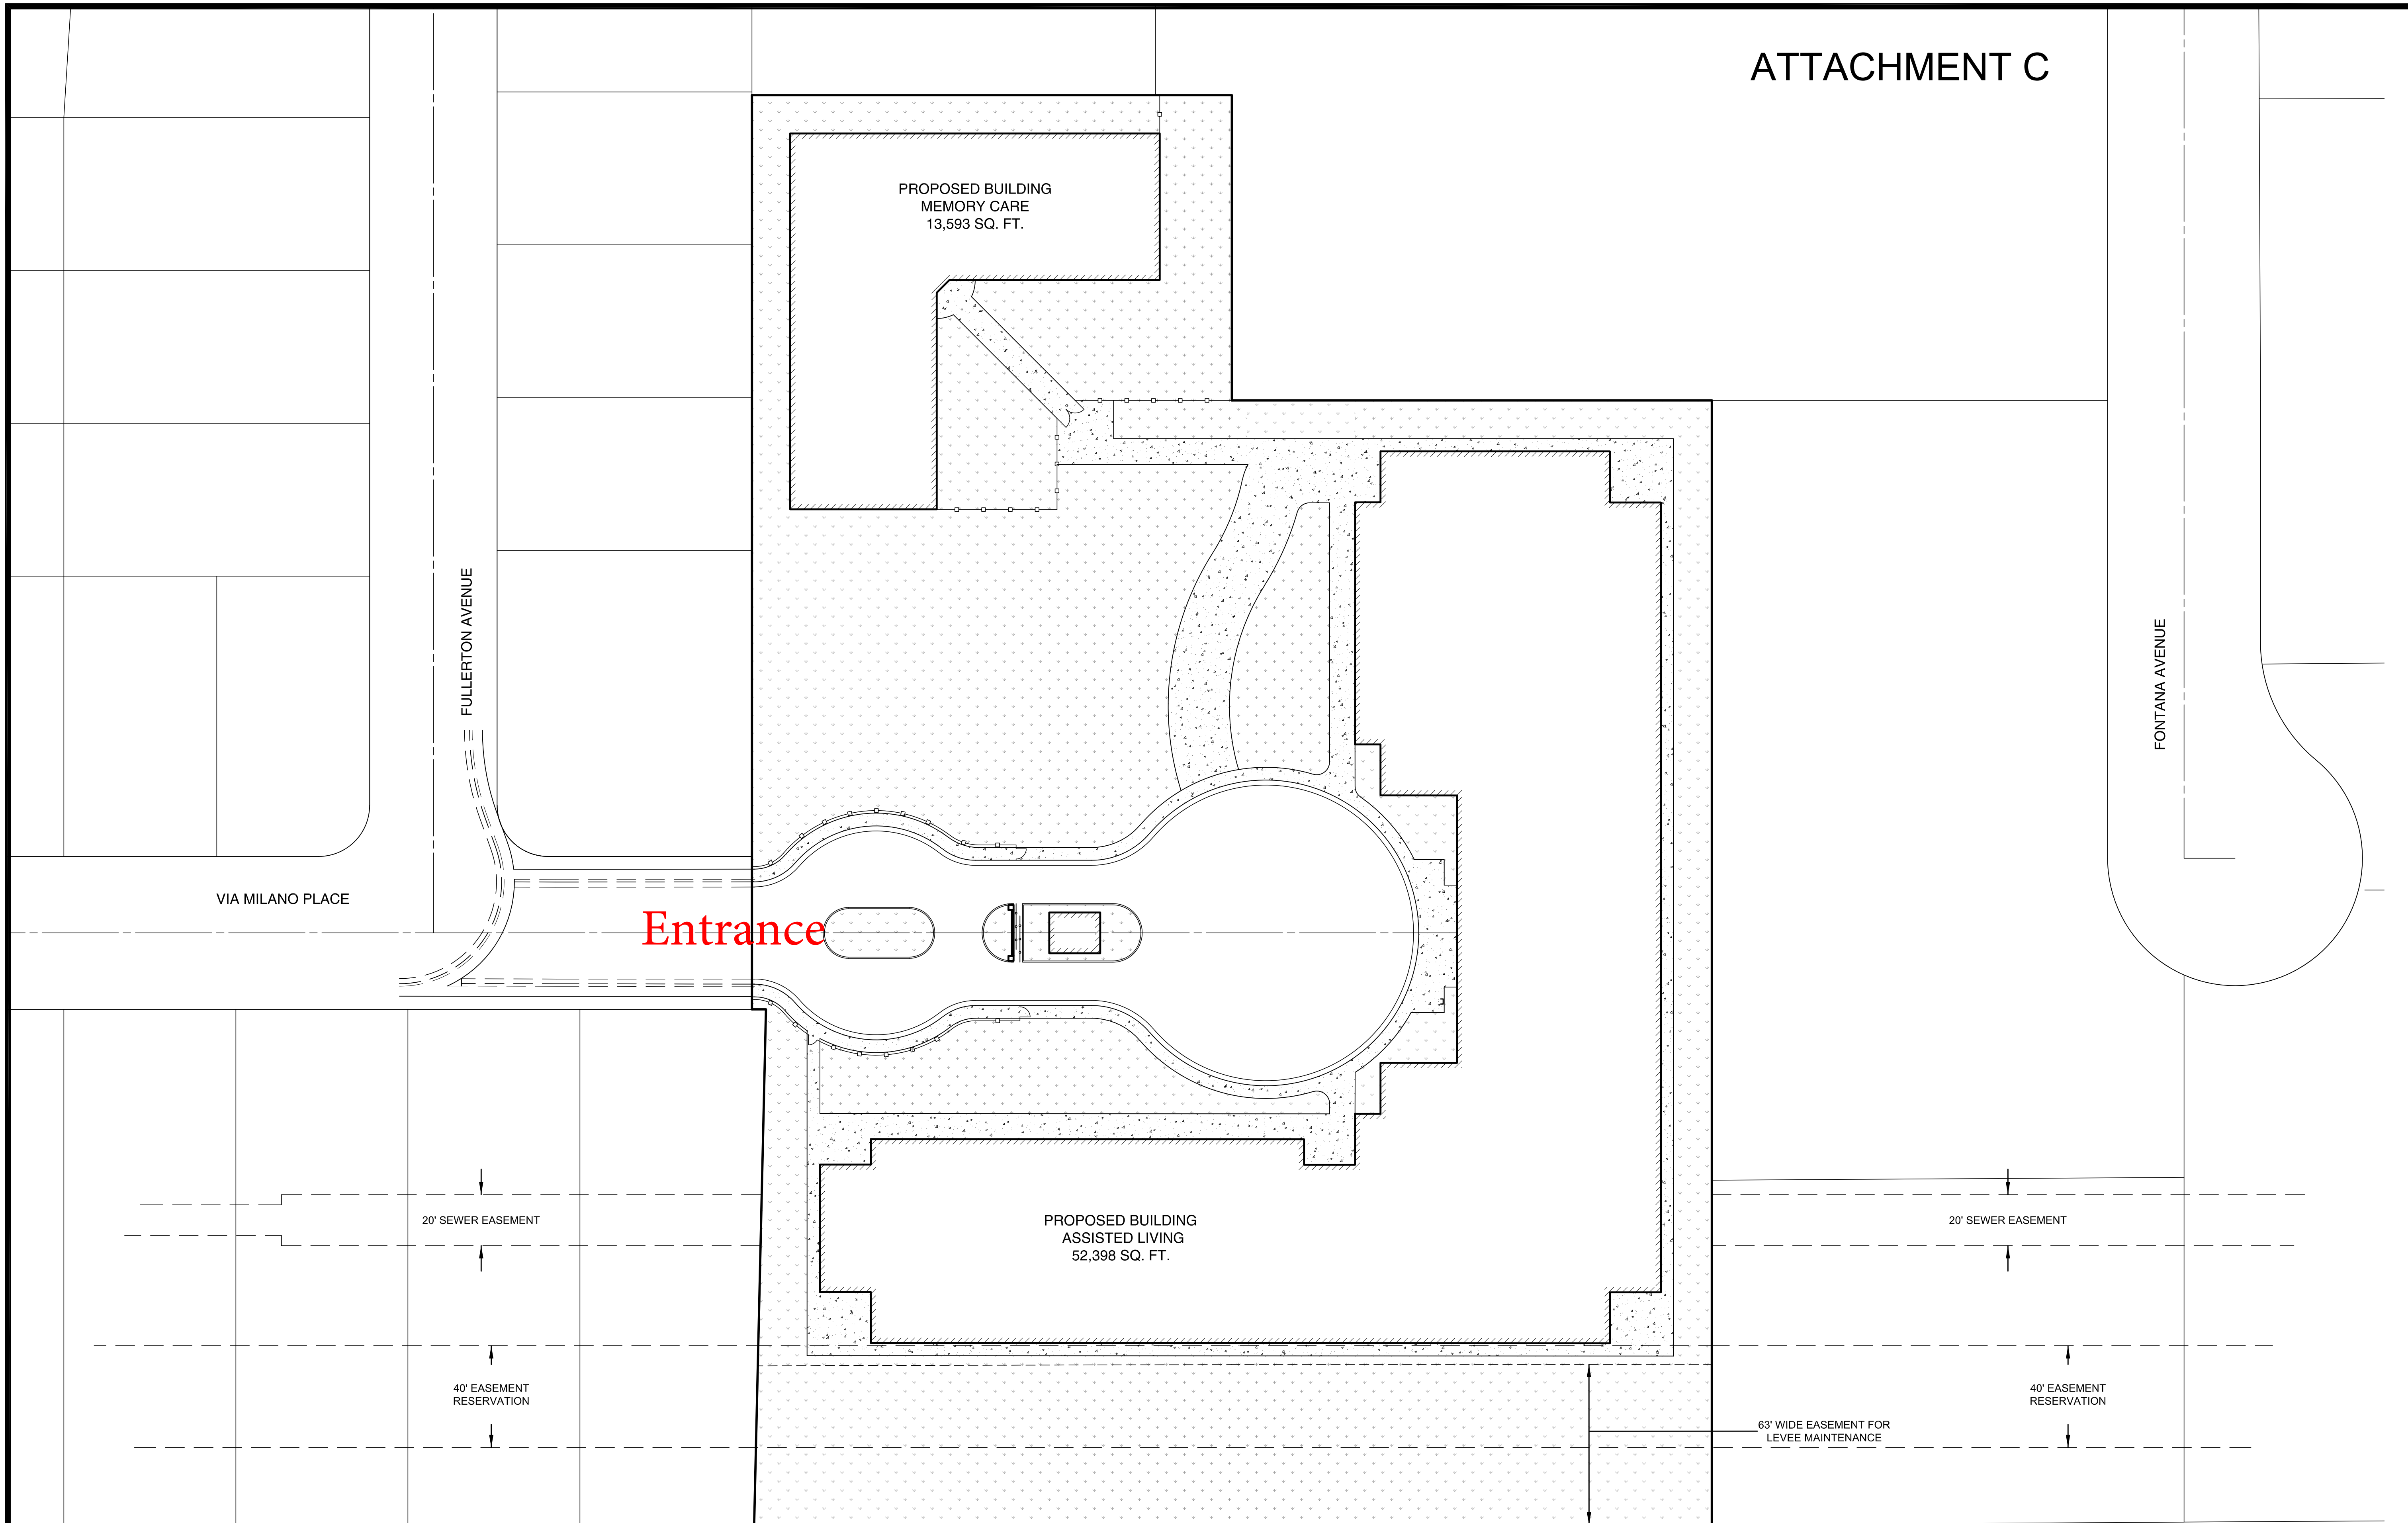 ATTACHMENT C
PROPOSED BUILDING
MEMORY CARE
13,593 SQ. FT.
FULLERTON AVENUE
FONTANA AVENUE
VIA MILANO PLACE
Entrance
20' SEWER EASEMENT
PROPOSED BUILDING
ASSISTED LIVING
52,398 SQ. FT.
20' SEWER EASEMENT
40' EASEMENT
RESERVATION
40' EASEMENT
RESERVATION
63' WIDE EASEMENT FOR
LEVEE MAINTENANCE